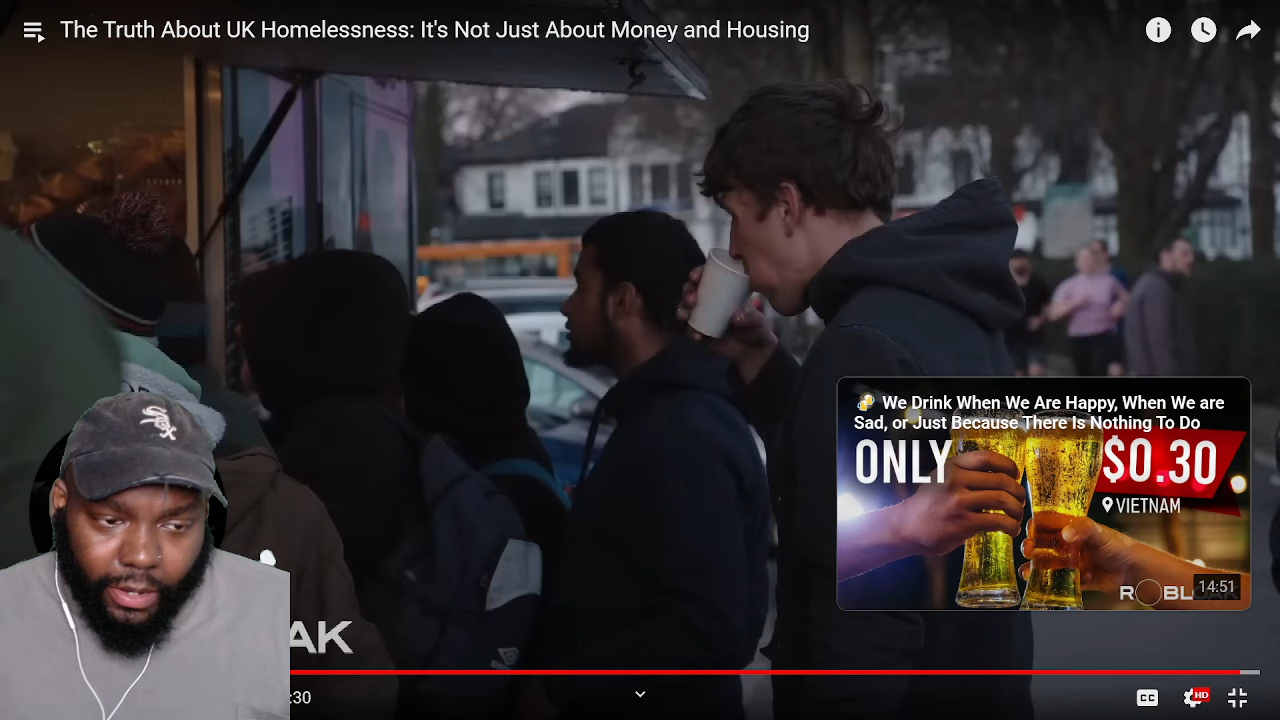 The Truth About UK Homelessness: It's Not Just About Money and Housing
🍻 We Drink When We Are Happy, When We are
Sad, or Just Because There Is Nothing To Do
ONLY
$0.30
VIETNAM
14:51
AK
:30
CC
HD
Sox